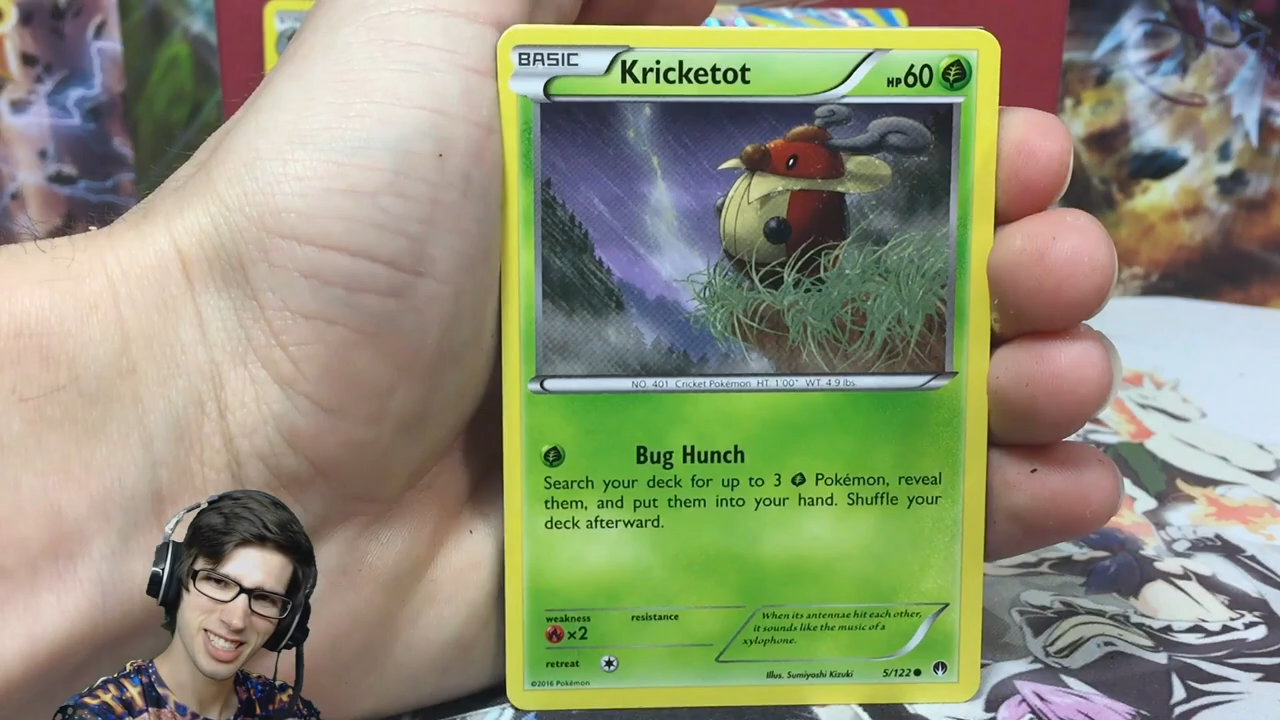 BASIC
Kricketot
HP60
NO. 401 Cricket Pokémon HT. 1'00" WT. 4.9 lbs
Bug Hunch
Search your deck for up to 3 Pokémon, reveal
them, and put them into your hand. Shuffle your
deck afterward.
weakness
resistance
×2
When its antennae hit each other,
it sounds like the music of a
xylophone.
retreat
Illus. Sumiyoshi Kizuki
5/122
©2016 Pokémon